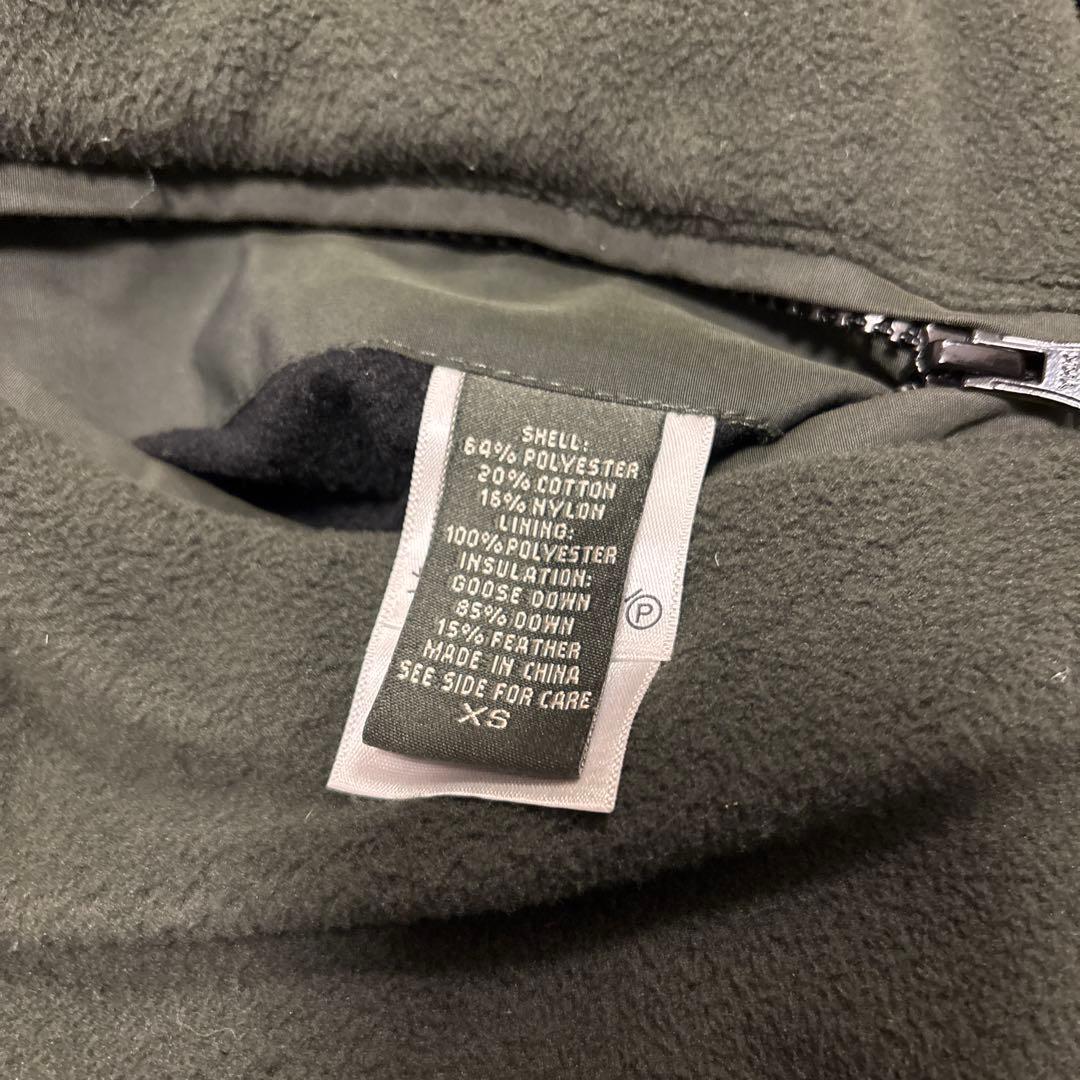 SHELL:
64% POLYESTER
20% COTTON
16% NYLON
LINING:
100% POLYESTER
INSULATION:
GOOSE DOWN
85% DOWN
15% FEATHER
MADE IN CHINA
SEE SIDE FOR CARE
XS
P